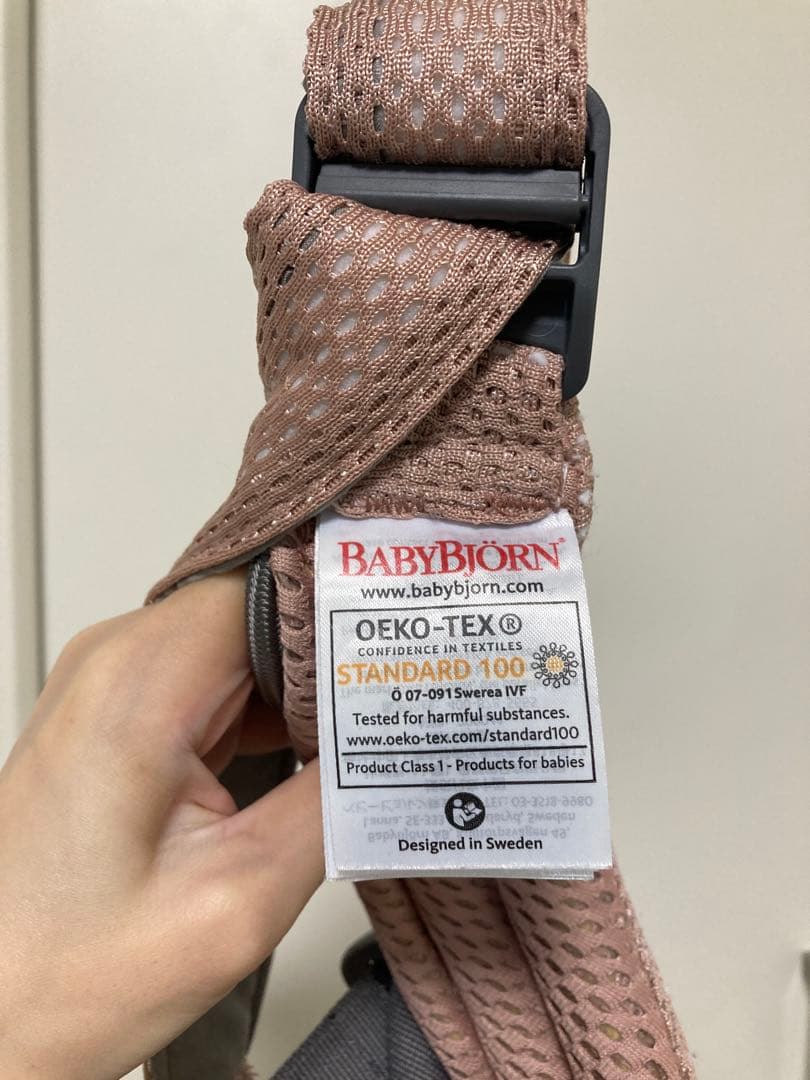 BABYBJÖRN®
www.babybjorn.com
OEKO-TEX®
CONFIDENCE IN TEXTILES
STANDARD 100
Ö 07-091 Swerea IVF
Tested for harmful substances.
www.oeko-tex.com/standard100
Product Class 1 - Products for babies
Designed in Sweden